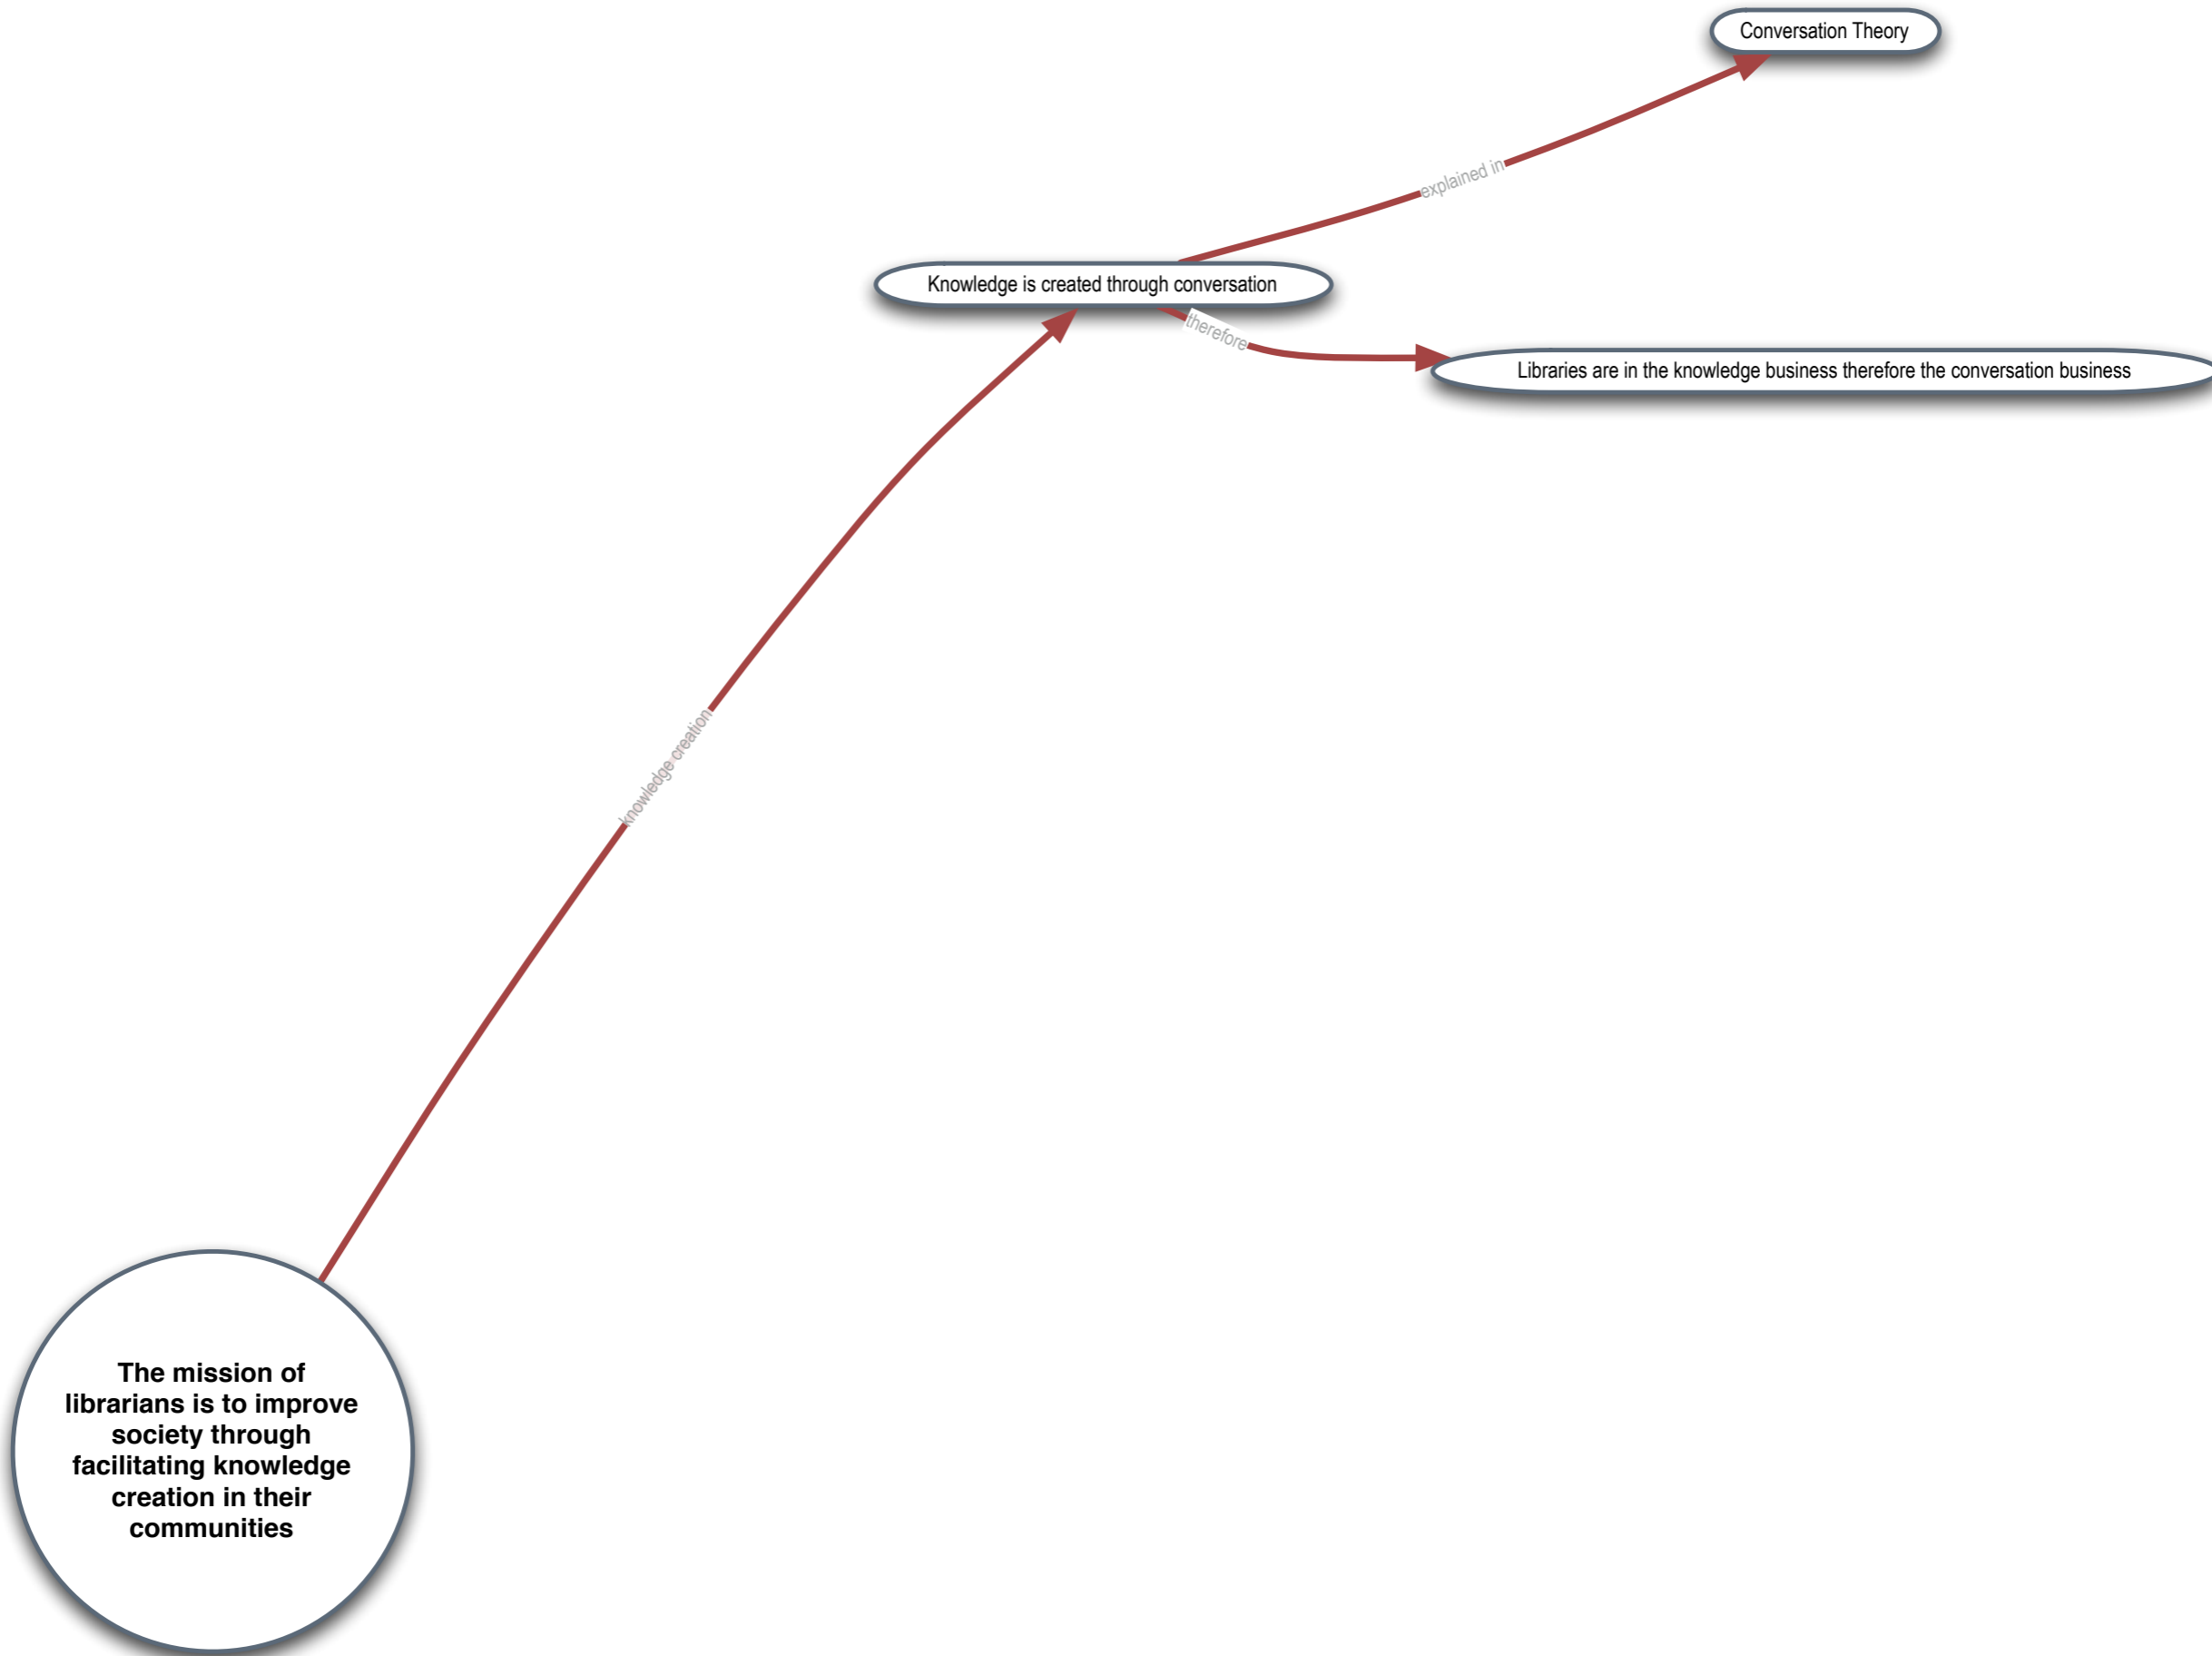 Conversation Theory
explained in
Knowledge is created through conversation
therefore
Libraries are in the knowledge business therefore the conversation business
knowledge creation
The mission of
librarians is to improve
society through
facilitating knowledge
creation in their
communities